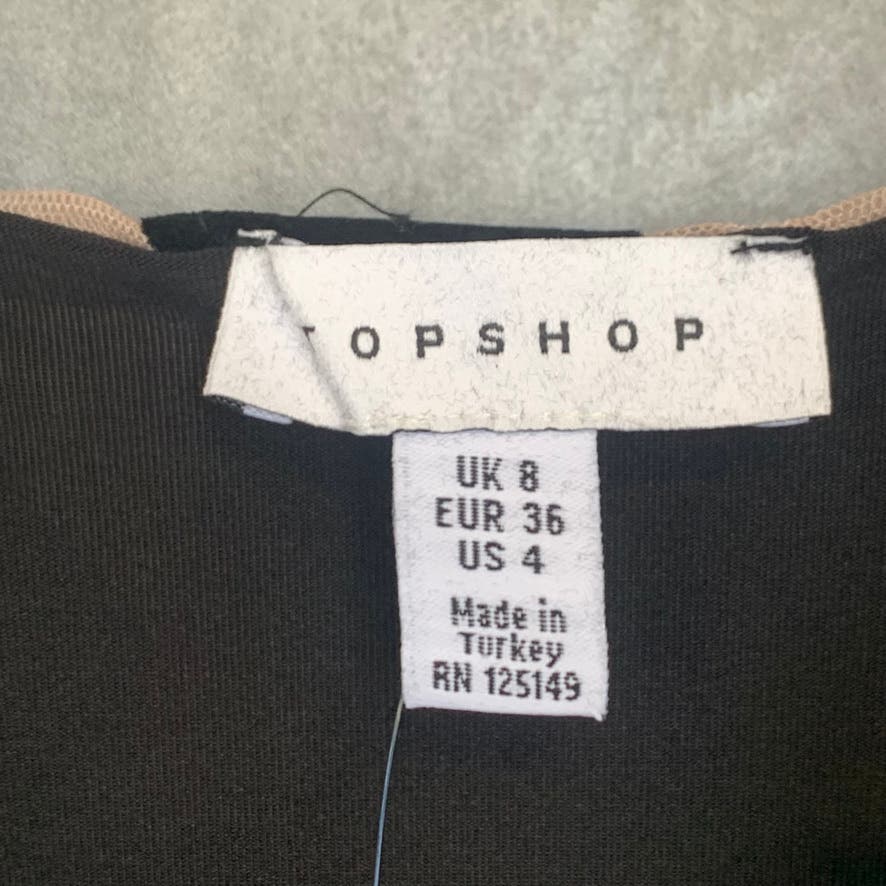 TOPSHOP
UK 8
EUR 36
US 4
Made in
Turkey
RN 125149